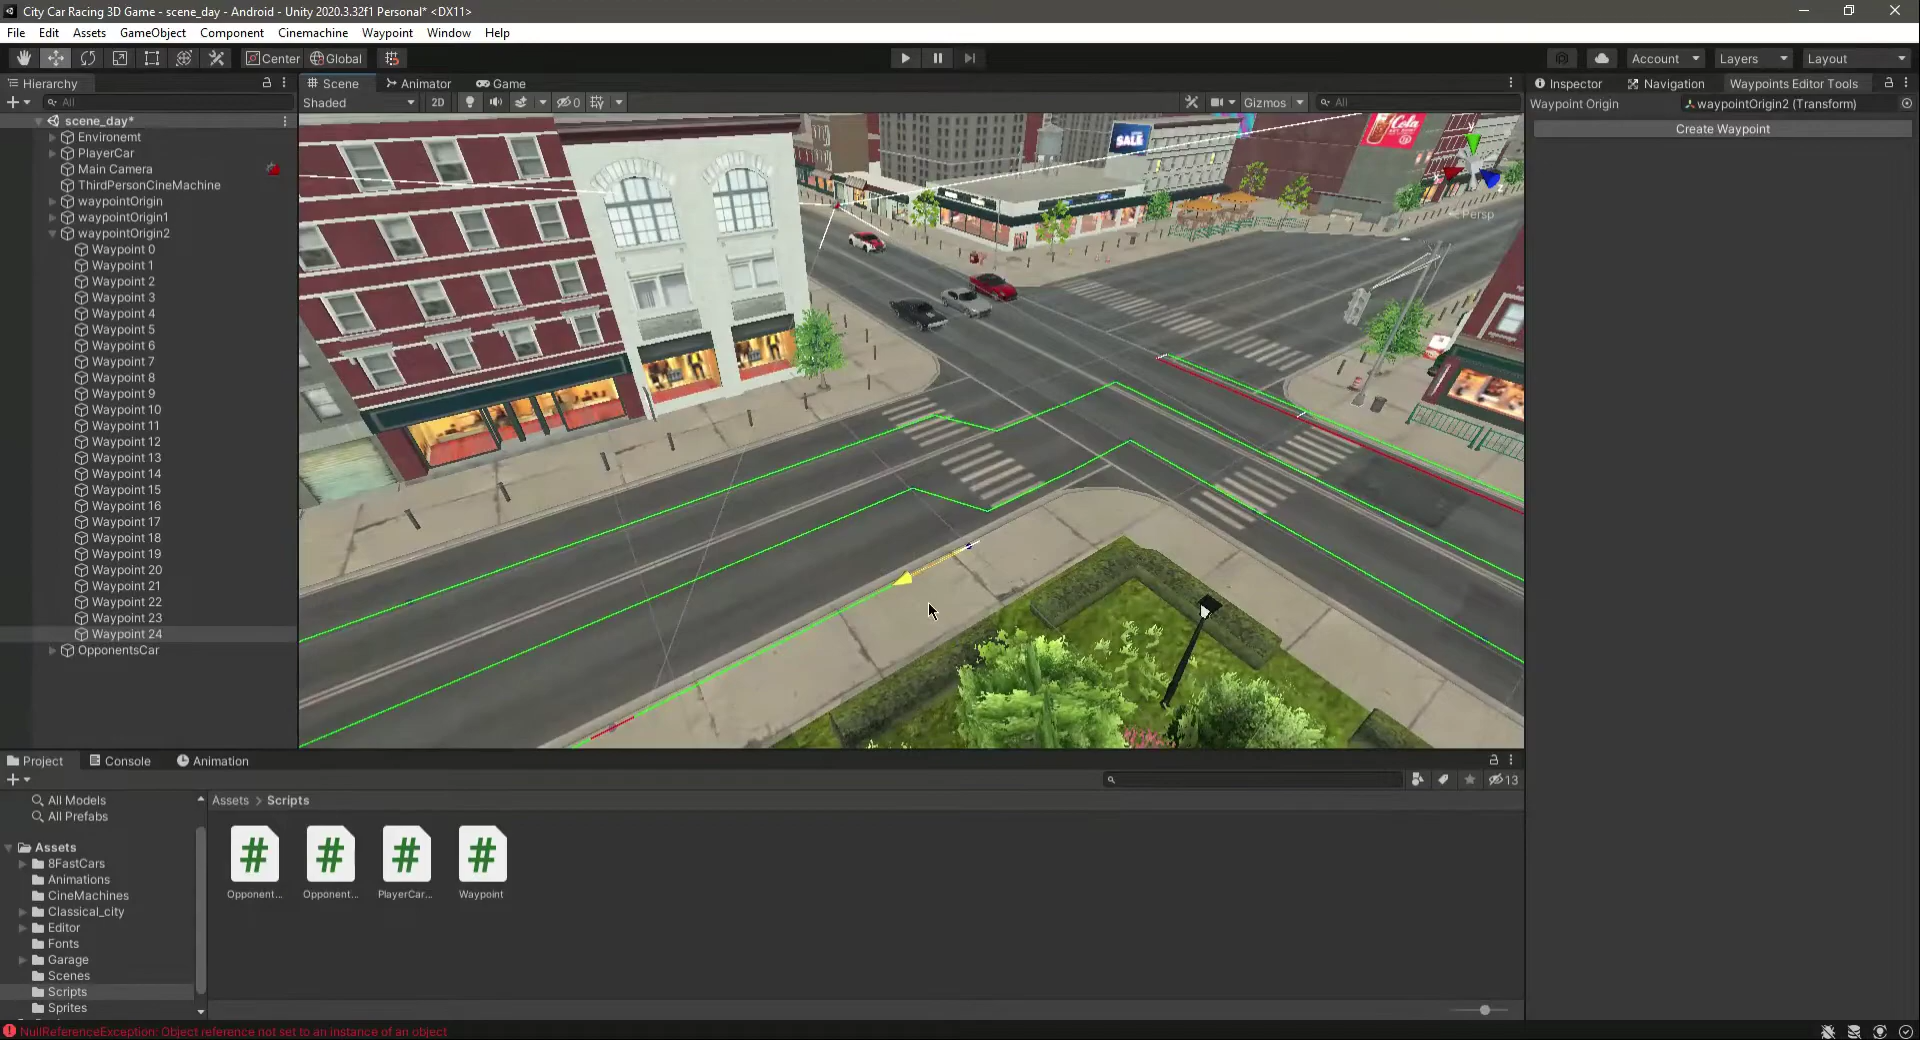 City Car Racing 3D Game - scene_day - Android - Unity 2020.3.32f1 Personal* <DX11>
File Edit Assets GameObject Component Cinemachine Waypoint Window Help
Center Global Account Layers Layout
Hierarchy
Scene Animator Game
Inspector Navigation Waypoints Editor Tools
All
Shaded 2D 0 Gizmos All
Waypoint Origin waypointOrigin2 (Transform)
Create Waypoint
scene_day*
Environemt
PlayerCar
Main Camera
ThirdPersonCineMachine
waypointOrigin
waypointOrigin1
waypointOrigin2
Waypoint 0
Waypoint 1
Waypoint 2
Waypoint 3
Waypoint 4
Waypoint 5
Waypoint 6
Waypoint 7
Waypoint 8
Waypoint 9
Waypoint 10
Waypoint 11
Waypoint 12
Waypoint 13
Waypoint 14
Waypoint 15
Waypoint 16
Waypoint 17
Waypoint 18
Waypoint 19
Waypoint 20
Waypoint 21
Waypoint 22
Waypoint 23
Waypoint 24
OpponentsCar
SALE
Cola
y
z
Persp
Project Console Animation
13
All Models
All Prefabs
Assets
8FastCars
Animations
CineMachines
Classical_city
Editor
Fonts
Garage
Scenes
Scripts
Sprites
Assets > Scripts
Opponent... Opponent... PlayerCar... Waypoint
NullReferenceException: Object reference not set to an instance of an object